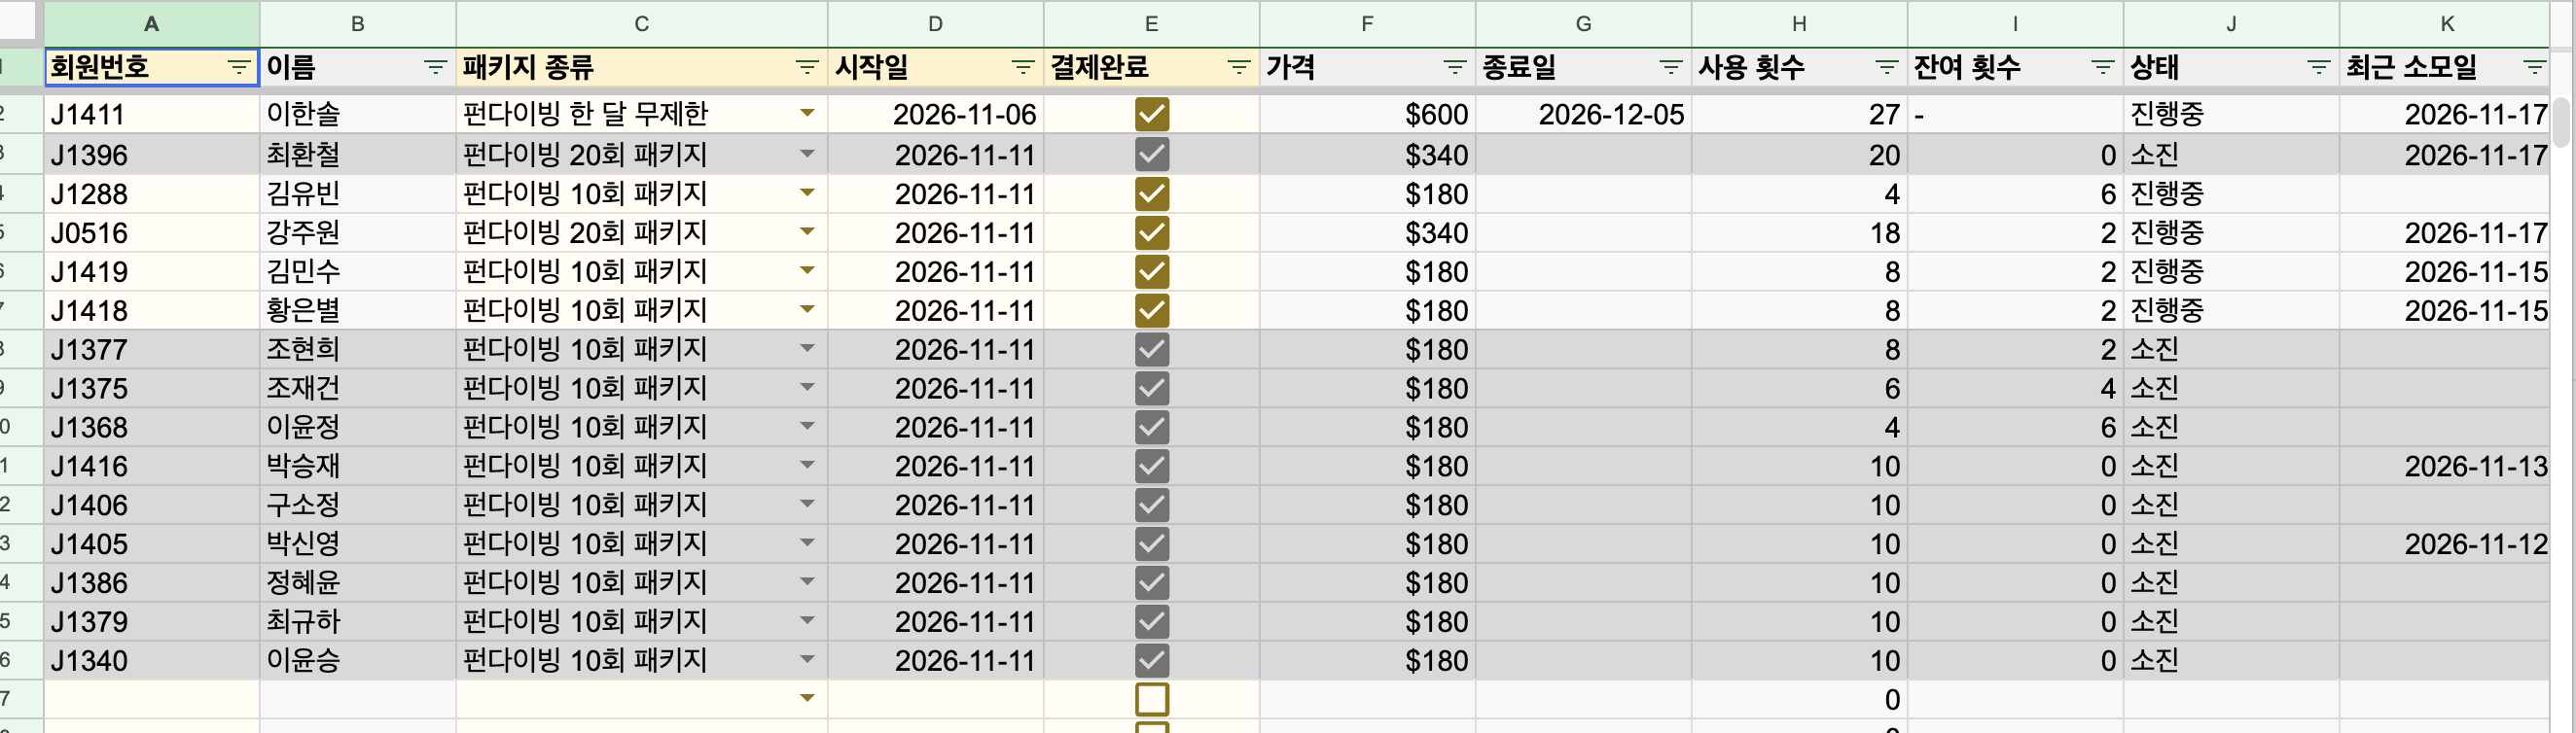 A B C D E F G H I J K
회원번호 이름 패키지 종류 시작일 결제완료 가격 종료일 사용 횟수 잔여 횟수 상태 최근 소모일
J1411 이한솔 펀다이빙 한 달 무제한 2026-11-06 $600 2026-12-05 27 - 진행중 2026-11-17
J1396 최환철 펀다이빙 20회 패키지 2026-11-11 $340 20 0 소진 2026-11-17
J1288 김유빈 펀다이빙 10회 패키지 2026-11-11 $180 4 6 진행중
J0516 강주원 펀다이빙 20회 패키지 2026-11-11 $340 18 2 진행중 2026-11-17
J1419 김민수 펀다이빙 10회 패키지 2026-11-11 $180 8 2 진행중 2026-11-15
J1418 황은별 펀다이빙 10회 패키지 2026-11-11 $180 8 2 진행중 2026-11-15
J1377 조현희 펀다이빙 10회 패키지 2026-11-11 $180 8 2 소진
J1375 조재건 펀다이빙 10회 패키지 2026-11-11 $180 6 4 소진
J1368 이윤정 펀다이빙 10회 패키지 2026-11-11 $180 4 6 소진
J1416 박승재 펀다이빙 10회 패키지 2026-11-11 $180 10 0 소진 2026-11-13
J1406 구소정 펀다이빙 10회 패키지 2026-11-11 $180 10 0 소진
J1405 박신영 펀다이빙 10회 패키지 2026-11-11 $180 10 0 소진 2026-11-12
J1386 정혜윤 펀다이빙 10회 패키지 2026-11-11 $180 10 0 소진
J1379 최규하 펀다이빙 10회 패키지 2026-11-11 $180 10 0 소진
J1340 이윤승 펀다이빙 10회 패키지 2026-11-11 $180 10 0 소진
0